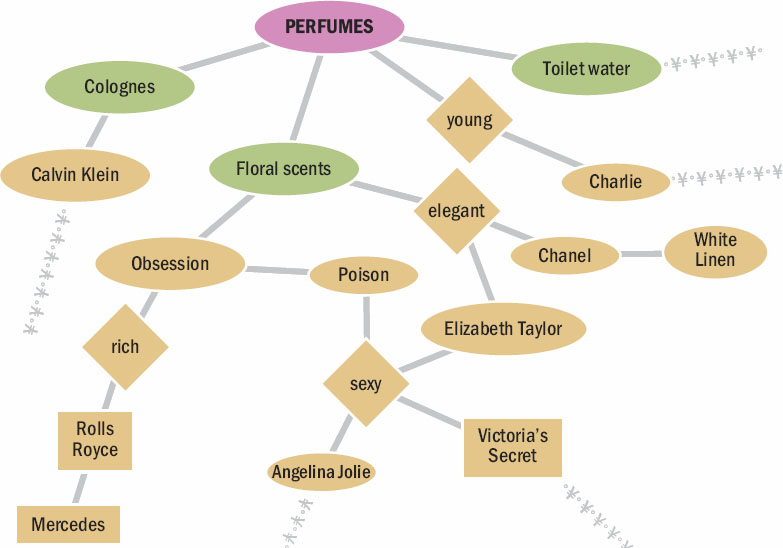 PERFUMES
Colognes
Toilet water
young
Calvin Klein
Floral scents
Charlie
elegant
Obsession
Poison
Chanel
White
Linen
rich
Elizabeth Taylor
sexy
Rolls
Royce
Victoria's
Secret
Angelina Jolie
Mercedes